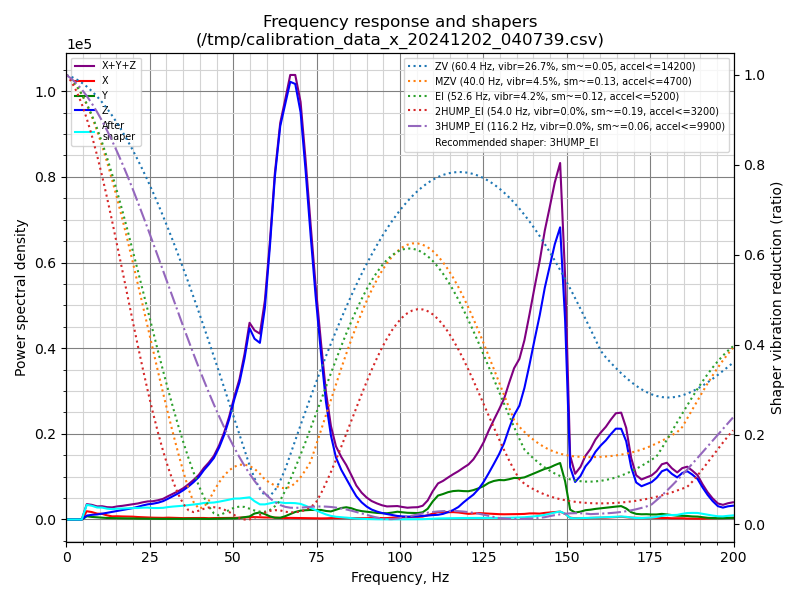 Frequency response and shapers
(/tmp/calibration_data_x_20241202_040739.csv)
1e5
X+Y+Z
X
Y
Z
After
shaper
ZV (60.4 Hz, vibr=26.7%, sm~=0.05, accel<=14200)
MZV (40.0 Hz, vibr=4.5%, sm~=0.13, accel<=4700)
EI (52.6 Hz, vibr=4.2%, sm~=0.12, accel<=5200)
2HUMP_EI (54.0 Hz, vibr=0.0%, sm~=0.19, accel<=3200)
3HUMP_EI (116.2 Hz, vibr=0.0%, sm~=0.06, accel<=9900)
Recommended shaper: 3HUMP_EI
Power spectral density
1.0
0.8
0.6
0.4
0.2
0.0
1.0
0.8
0.6
0.4
0.2
0.0
Shaper vibration reduction (ratio)
0 25 50 75 100 125 150 175 200
Frequency, Hz